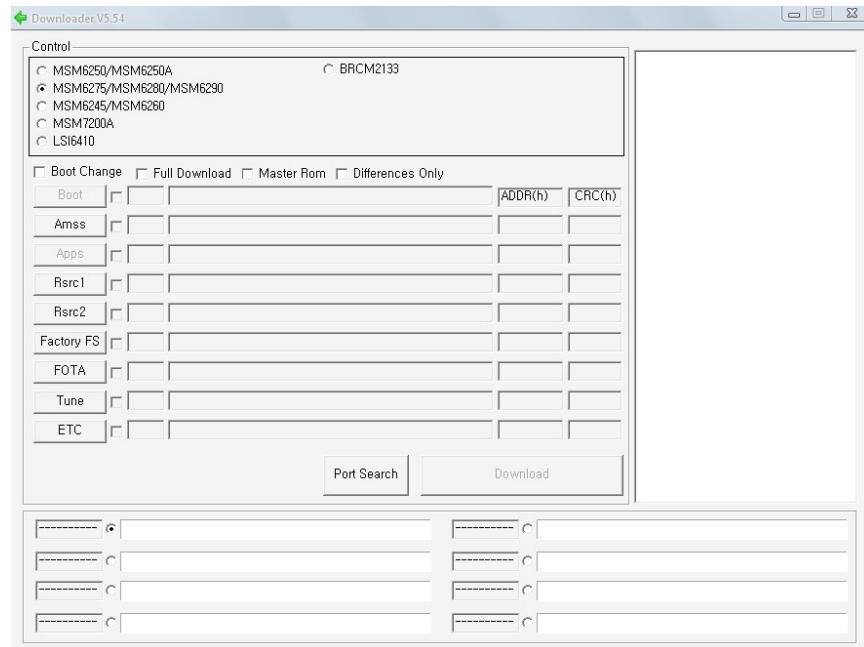 Downloader V5.54
Control
MSM6250/MSM6250A
BRCM2133
MSM6275/MSM6280/MSM6290
MSM6245/MSM6260
MSM7200A
LSI6410
Boot Change Full Download Master Rom Differences Only
Boot ADDR(h) CRC(h)
Amss
Apps
Rsrc1
Rsrc2
Factory FS
FOTA
Tune
ETC
Port Search Download
---------- ----------
---------- ----------
---------- ----------
---------- ----------